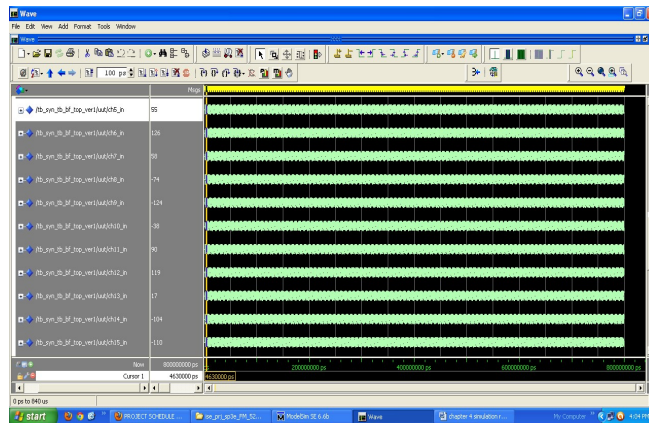 Wave
File Edit View Add Format Tools Window
Wave
100 ps
Msgs
/tb_syn_tb_bf_top_ver1/uut/ch5_in 55
/tb_syn_tb_bf_top_ver1/uut/ch6_in 126
/tb_syn_tb_bf_top_ver1/uut/ch7_in 58
/tb_syn_tb_bf_top_ver1/uut/ch8_in -74
/tb_syn_tb_bf_top_ver1/uut/ch9_in -124
/tb_syn_tb_bf_top_ver1/uut/ch10_in -38
/tb_syn_tb_bf_top_ver1/uut/ch11_in 90
/tb_syn_tb_bf_top_ver1/uut/ch12_in 119
/tb_syn_tb_bf_top_ver1/uut/ch13_in 17
/tb_syn_tb_bf_top_ver1/uut/ch14_in -104
/tb_syn_tb_bf_top_ver1/uut/ch15_in -110
Now 800000000 ps 200000000 ps 400000000 ps 600000000 ps 800000000 ps
Cursor 1 4630000 ps 4630000 ps
0 ps to 840 us
start PROJECT SCHEDULE ... ise_prj_sp3e_FM_52... ModelSim SE 6.6b Wave chapter 4 simulation r... My Computer 4:04 PM